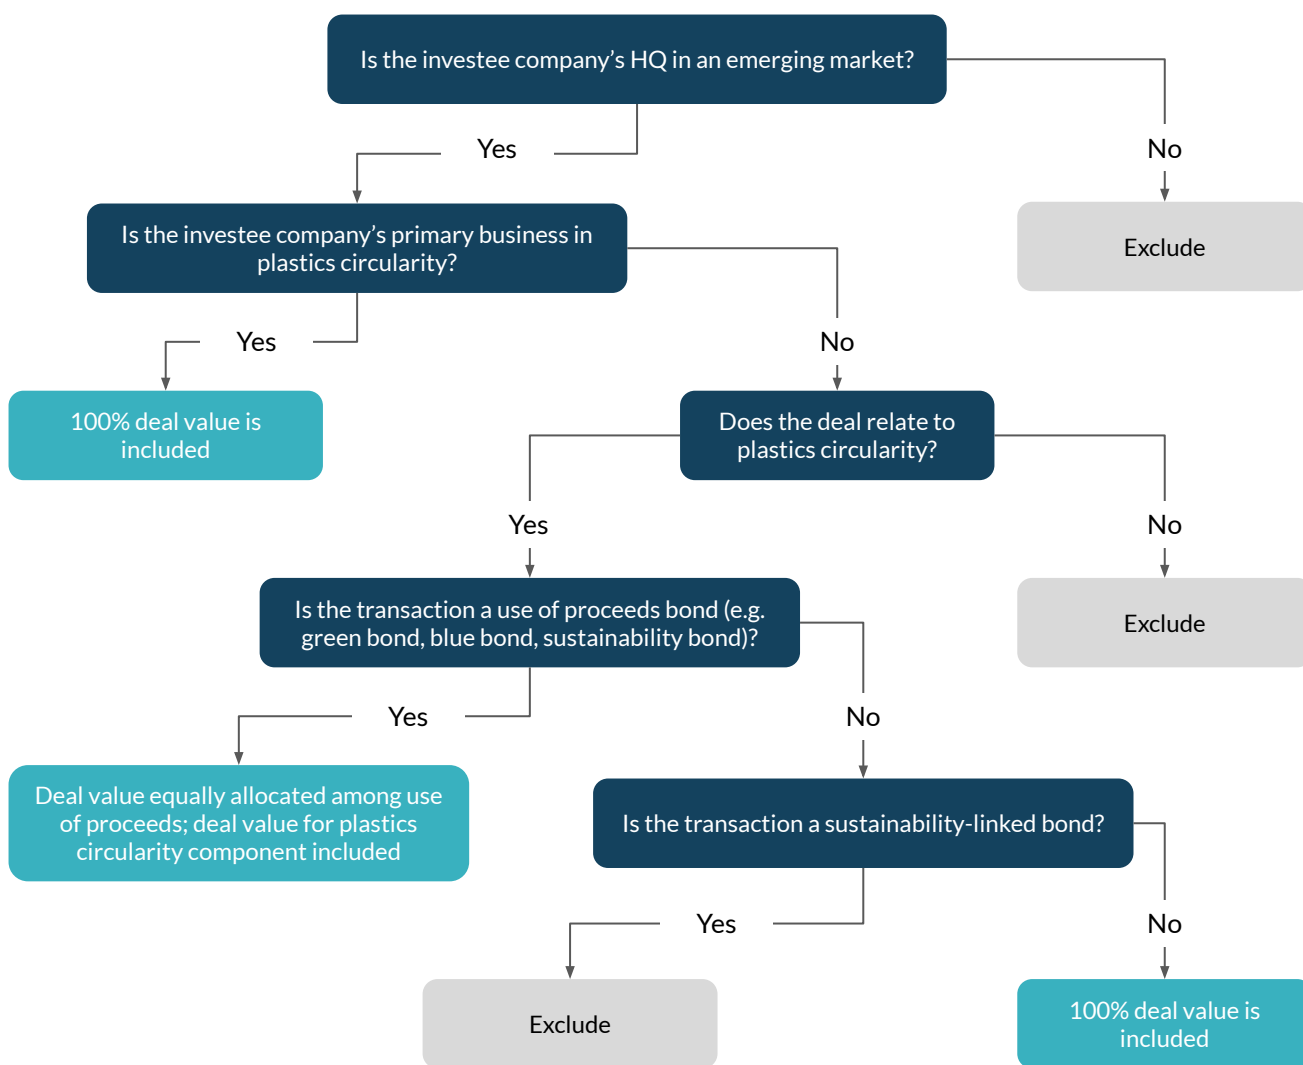 Is the investee company’s HQ in an emerging market?
Yes
No
Is the investee company’s primary business in
plastics circularity?
Exclude
Yes
No
100% deal value is
included
Does the deal relate to
plastics circularity?
Yes
No
Is the transaction a use of proceeds bond (e.g.
green bond, blue bond, sustainability bond)?
Exclude
Yes
No
Deal value equally allocated among use
of proceeds; deal value for plastics
circularity component included
Is the transaction a sustainability-linked bond?
Yes
No
Exclude
100% deal value is
included